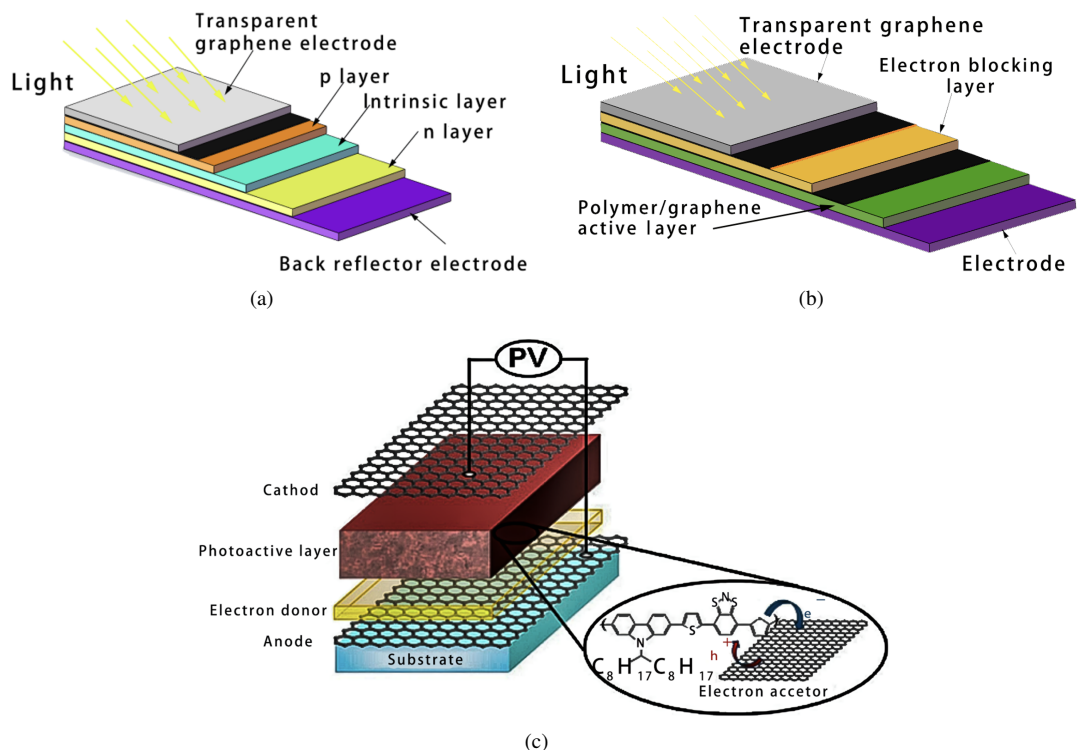 Transparent
graphene electrode
Light
p layer
Intrinsic layer
n layer
Back reflector electrode
(a)
Transparent graphene
electrode
Light
Electron blocking
layer
Polymer/graphene
active layer
Electrode
(b)
PV
Cathod
Photoactive layer
Electron donor
Anode
Substrate
N
S S
S
N
e
−
h
+
C8H17C8H17
Electron accetor
(c)